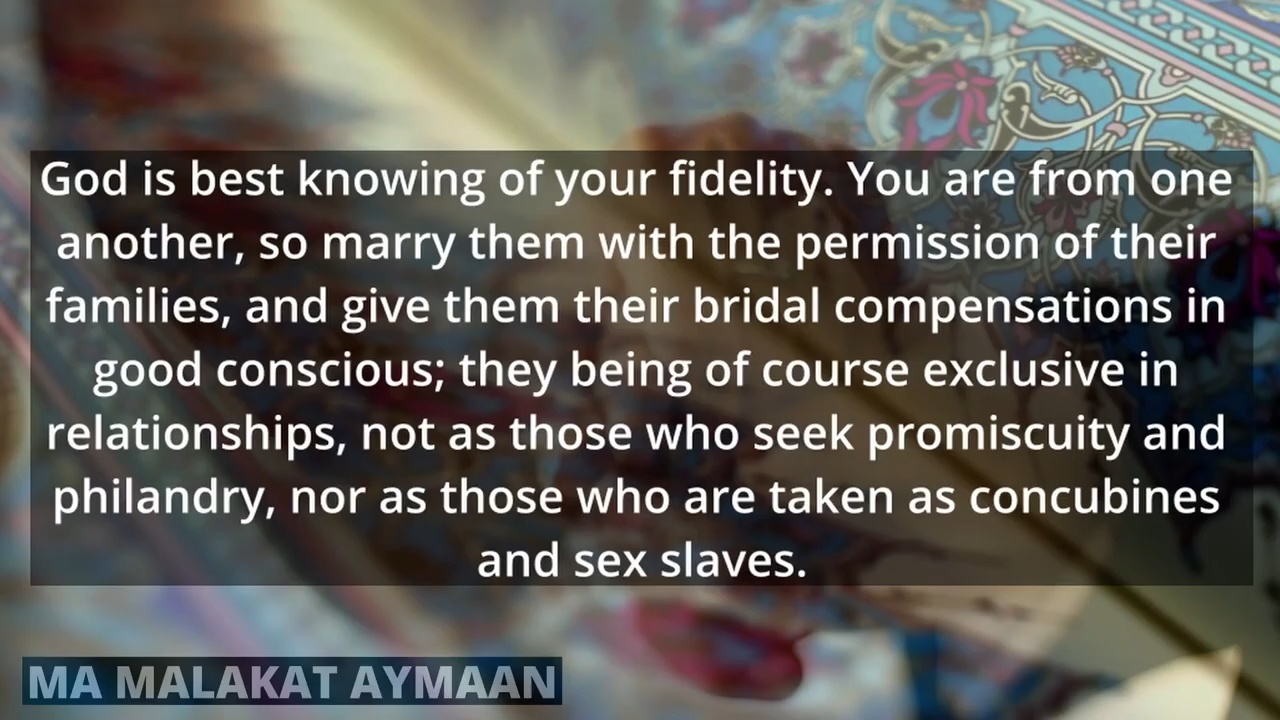 God is best knowing of your fidelity. You are from one
another, so marry them with the permission of their
families, and give them their bridal compensations in
good conscious; they being of course exclusive in
relationships, not as those who seek promiscuity and
philandry, nor as those who are taken as concubines
and sex slaves.
MA MALAKAT AYMAAN